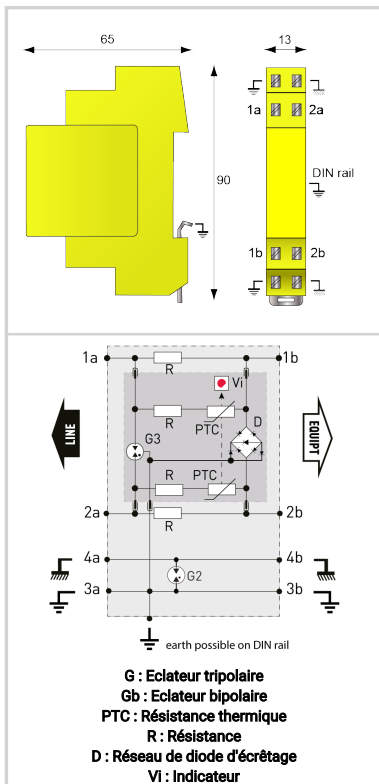 65
13
1a
2a
90
DIN rail
1b
2b
1a
1b
R
Vi
R
PTC
D
G3
LINE
EQUIPT
R
PTC
2a
R
2b
4a
4b
G2
3a
3b
earth possible on DIN rail
G : Eclateur tripolaire
Gb : Eclateur bipolaire
PTC : Résistance thermique
R : Résistance
D : Réseau de diode d'écrêtage
Vi : Indicateur